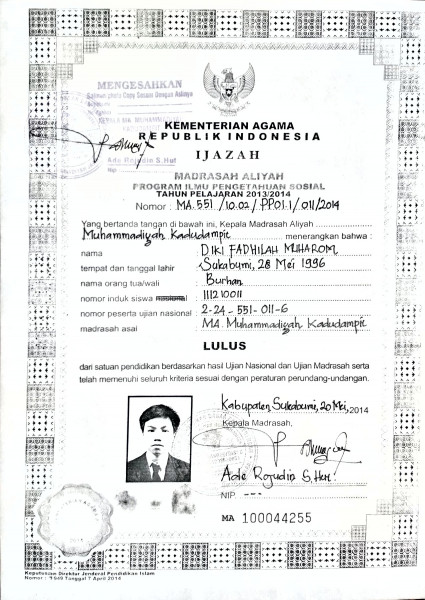 MENGESAHKAN
Ade Rojudin S.Hut
KEMENTERIAN AGAMA
REPUBLIK INDONESIA
IJAZAH
MADRASAH ALIYAH
PROGRAM ILMU PENGETAHUAN SOSIAL
TAHUN PELAJARAN 2013/2014
Nomor : MA.551 /10.02 / PP.01.1 / 011/2014
Yang bertanda tangan di bawah ini, Kepala Madrasah Aliyah
Muhammadiyah Kadudampit menerangkan bahwa :
nama : DIKI FADHILAH MUHAROM
tempat dan tanggal lahir : Sukabumi, 28 Mei 1996
nama orang tua/wali : Burhan
nomor induk siswa nasional : 111210011
nomor peserta ujian nasional : 2-24-551-011-6
madrasah asal : MA. Muhammadiyah Kadudampit
LULUS
dari satuan pendidikan berdasarkan hasil Ujian Nasional dan Ujian Madrasah serta
telah memenuhi seluruh kriteria sesuai dengan peraturan perundang-undangan.
Kabupaten Sukabumi, 20 Mei, 2014
Kepala Madrasah,
Ade Rojudin S.Hut.
NIP. ---
MA 100044255
Keputusan Direktur Jenderal Pendidikan Islam
Nomor : 1949 Tanggal 7 April 2014